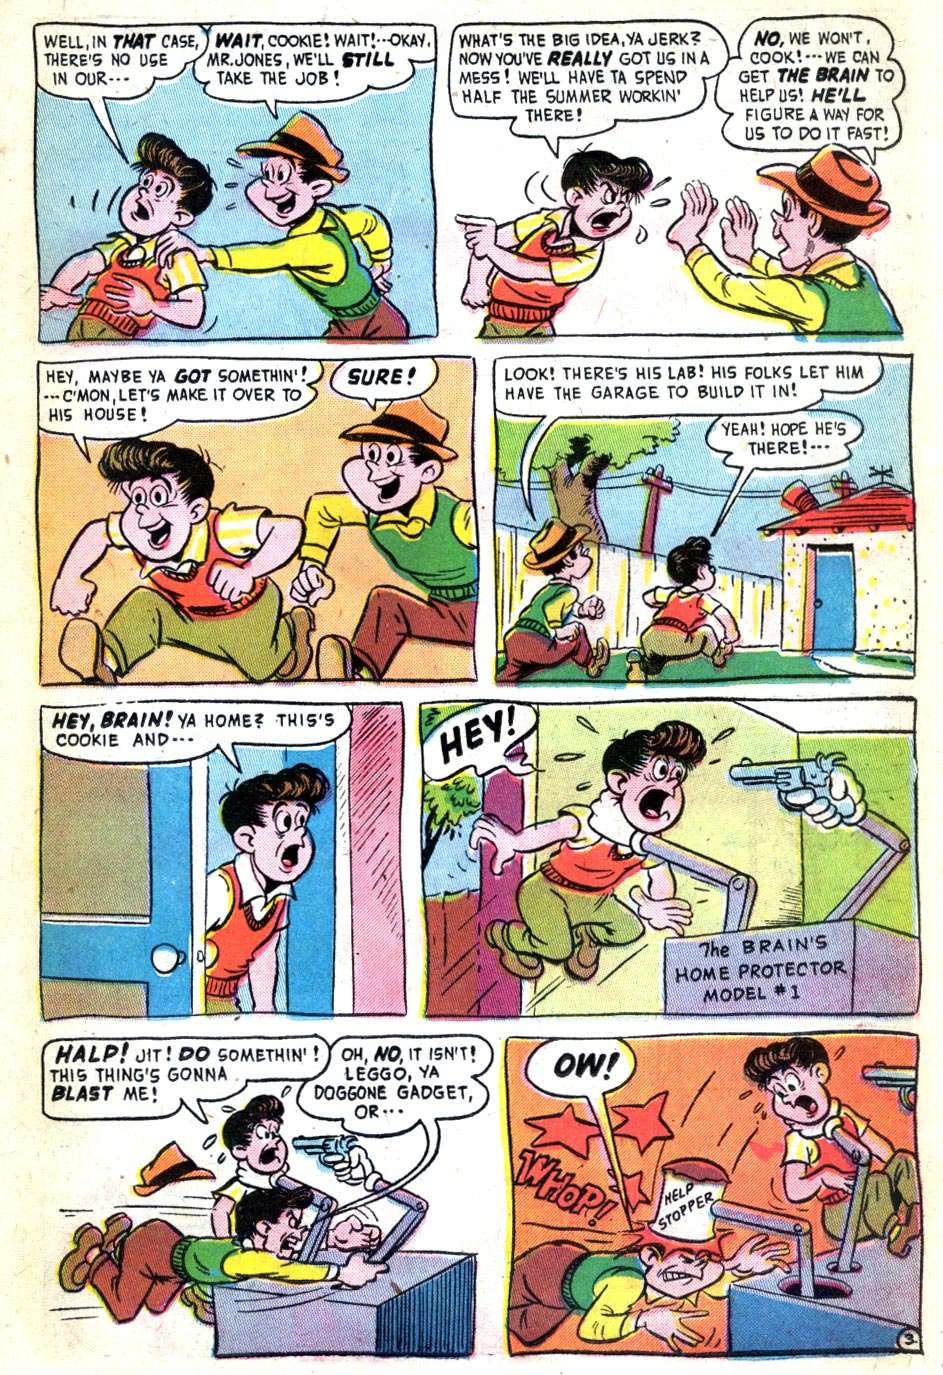 WELL, IN THAT CASE,
THERE'S NO USE
IN OUR---
WAIT, COOKIE! WAIT!--OKAY,
MR. JONES, WE'LL STILL
TAKE THE JOB!
WHAT'S THE BIG IDEA, YA JERK?
NOW YOU'VE REALLY GOT US IN A
MESS! WE'LL HAVE TA SPEND
HALF THE SUMMER WORKIN'
THERE!
NO, WE WON'T,
COOK!--- WE CAN
GET THE BRAIN TO
HELP US! HE'LL
FIGURE A WAY FOR
US TO DO IT FAST!
HEY, MAYBE YA GOT SOMETHIN'!
---C'MON, LET'S MAKE IT OVER TO
HIS HOUSE!
SURE!
LOOK! THERE'S HIS LAB! HIS FOLKS LET HIM
HAVE THE GARAGE TO BUILD IT IN!
YEAH! HOPE HE'S
THERE!---
HEY, BRAIN! YA HOME? THIS'S
COOKIE AND---
HEY!
The BRAIN'S
HOME PROTECTOR
MODEL #1
HALP! JIT! DO SOMETHIN'!
THIS THING'S GONNA
BLAST ME!
OH, NO, IT ISN'T!
LEGGO, YA
DOGGONE GADGET,
OR---
OW!
WHOP!
HELP
STOPPER
3